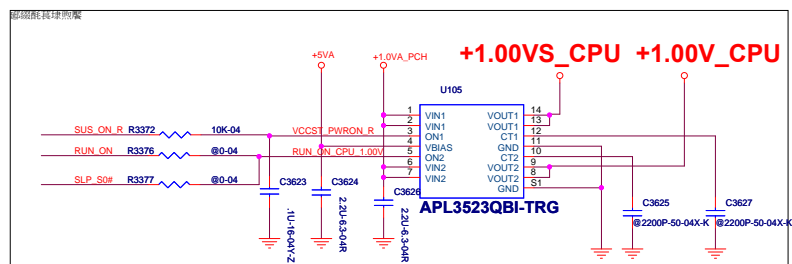 +5VA
+1.0VA_PCH
+1.00VS_CPU
+1.00V_CPU
U105
SUS_ON_R R3372 10K-04
VCCST_PWRON_R
RUN_ON R3376 @0-04
RUN_ON_CPU_1.00V
SLP_S0# R3377 @0-04
1 VIN1 VOUT1 14
2 VIN1 VOUT1 13
3 ON1 CT1 12
4 VBIAS GND 11
5 ON2 CT2 10
6 VIN2 VOUT2 9
7 VIN2 VOUT2 8
GND S1
APL3523QBI-TRG
C3623
.1U-16-04Y-Z
C3624
2.2U-6.3-04R
C3626
2.2U-6.3-04R
C3625
@2200P-50-04X-K
C3627
@2200P-50-04X-K